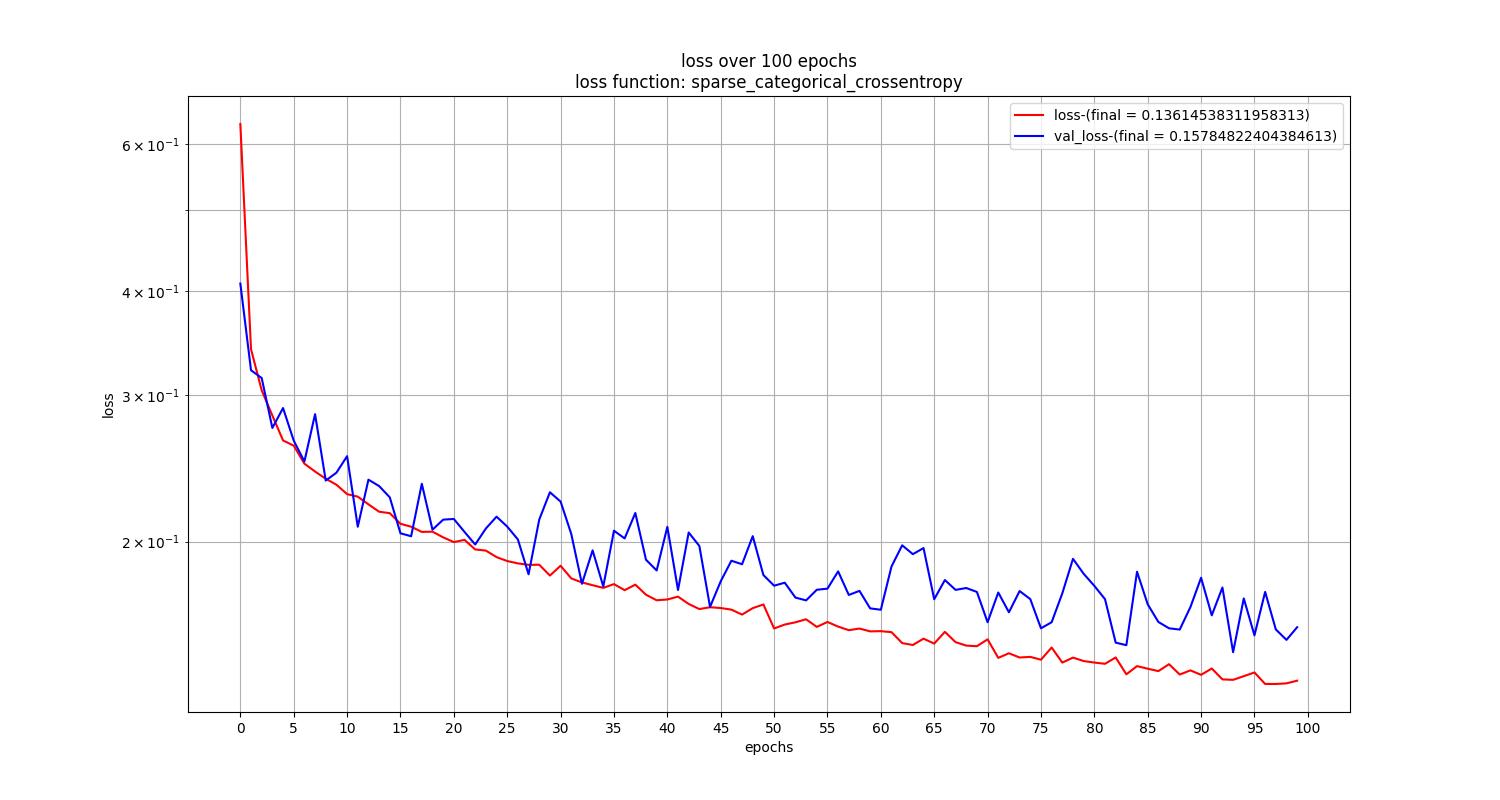 loss over 100 epochs
loss function: sparse_categorical_crossentropy
loss-(final = 0.13614538311958313)
val_loss-(final = 0.15784822404384613)
6 × 10⁻¹
4 × 10⁻¹
3 × 10⁻¹
2 × 10⁻¹
loss
0 5 10 15 20 25 30 35 40 45 50 55 60 65 70 75 80 85 90 95 100
epochs